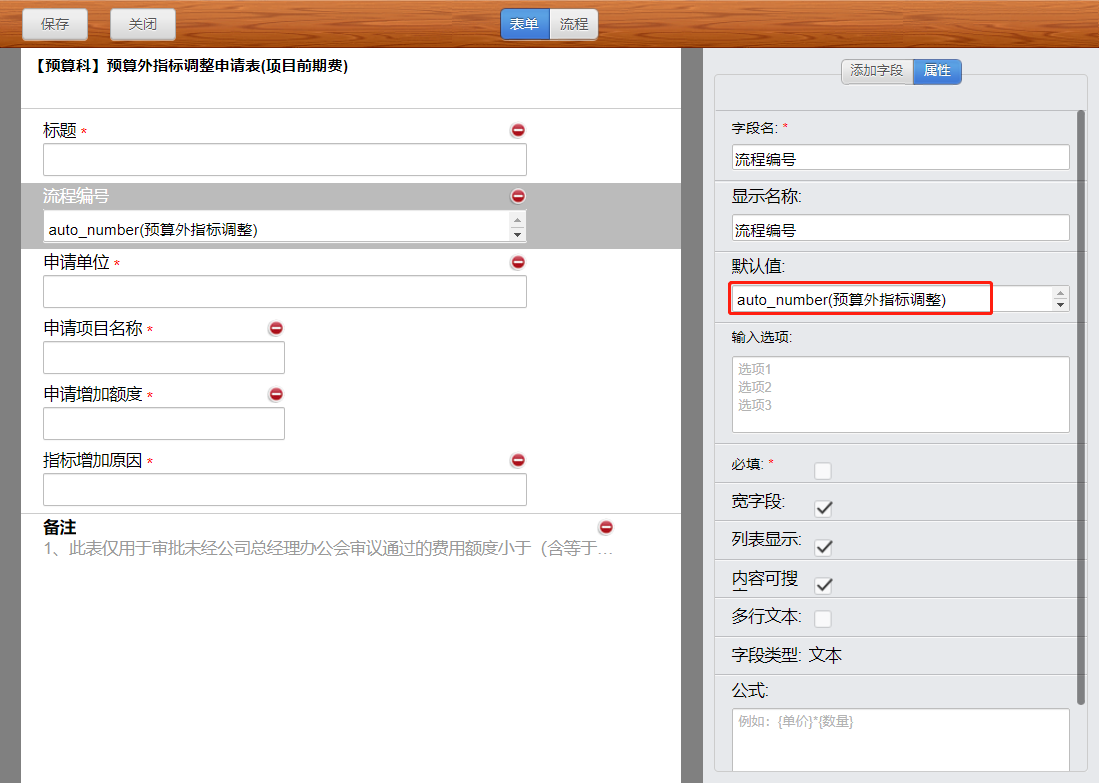 保存
关闭
表单
流程
【预算科】预算外指标调整申请表(项目前期费)
标题 *
流程编号
auto_number(预算外指标调整)
申请单位 *
申请项目名称 *
申请增加额度 *
指标增加原因 *
备注
1、此表仅用于审批未经公司总经理办公会审议通过的费用额度小于（含等于…
添加字段
属性
字段名: *
流程编号
显示名称:
流程编号
默认值:
auto_number(预算外指标调整)
输入选项:
选项1
选项2
选项3
必填: *
宽字段:
列表显示:
内容可搜
多行文本:
字段类型: 文本
公式:
例如：{单价}*{数量}